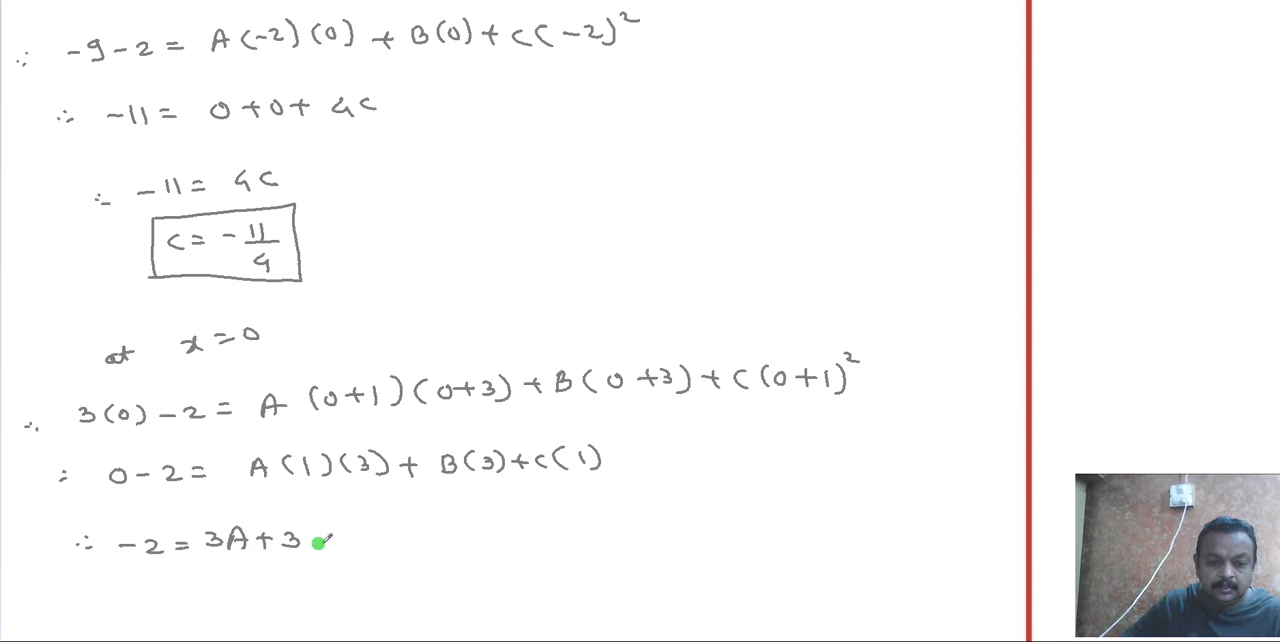 ∴ -9-2 = A(-2)(0) + B(0) + C(-2)²
∴ -11 = 0+0+4C
∴ -11 = 4C
C = -11/4
at x=0
∴ 3(0)-2 = A(0+1)(0+3)+B(0+3)+C(0+1)²
: 0-2 = A(1)(3)+B(3)+C(1)
∴ -2 = 3A+3